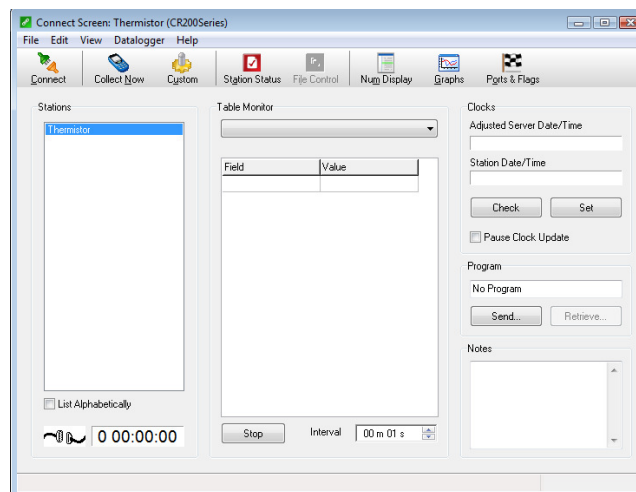 Connect Screen: Thermistor (CR200Series)
File Edit View Datalogger Help
Connect Collect Now Custom Station Status File Control Num Display Graphs Ports & Flags
Stations
Thermistor
List Alphabetically
0 00:00:00
Table Monitor
Field Value
Stop Interval 00 m 01 s
Clocks
Adjusted Server Date/Time
Station Date/Time
Check Set
Pause Clock Update
Program
No Program
Send... Retrieve...
Notes